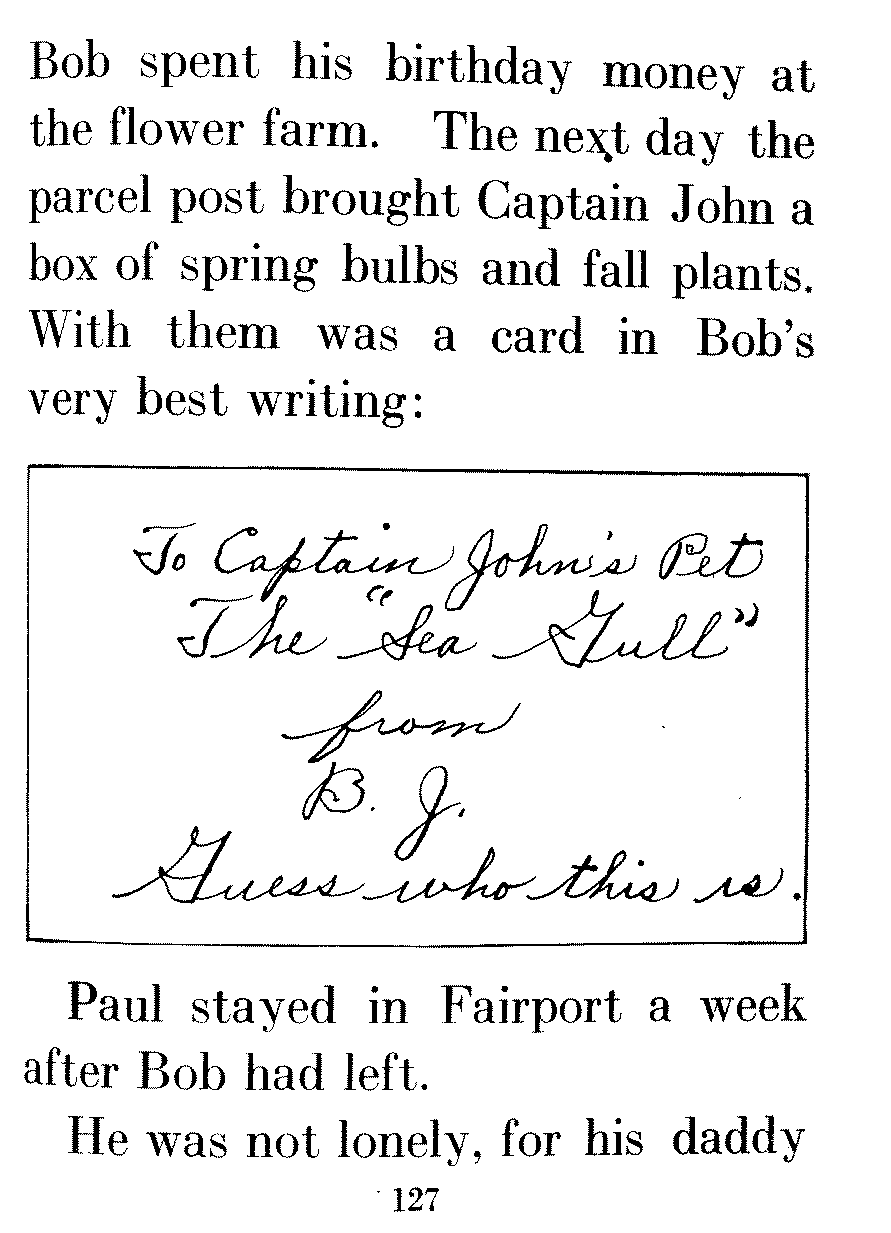 Bob spent his birthday money at
the flower farm. The next day the
parcel post brought Captain John a
box of spring bulbs and fall plants.
With them was a card in Bob's
very best writing:
To Captain John's Pet
The "Sea Gull"
from
B. J.
Guess who this is.
Paul stayed in Fairport a week
after Bob had left.
He was not lonely, for his daddy
127